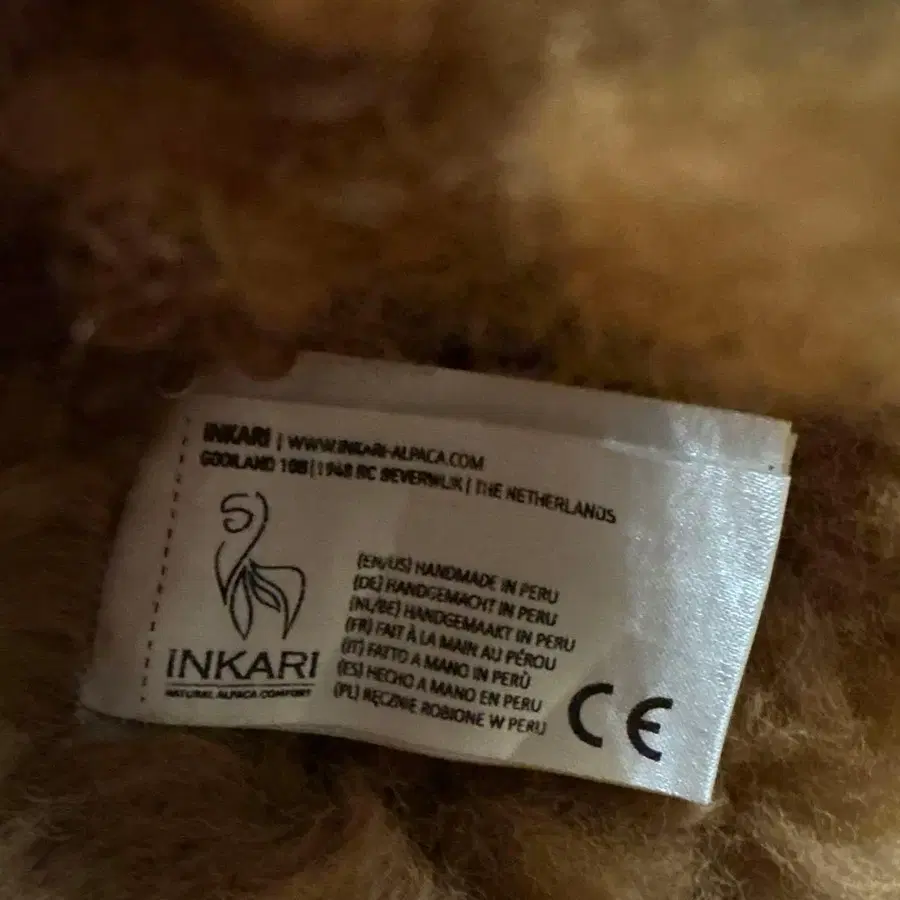 INKARI | WWW.INKARI-ALPACA.COM
GOOILAND 10B | 1948 RC BEVERWIJK | THE NETHERLANDS
INKARI
NATURAL ALPACA COMFORT
(EN/US) HANDMADE IN PERU
(DE) HANDGEMACHT IN PERU
(NL/BE) HANDGEMAAKT IN PERU
(FR) FAIT À LA MAIN AU PÉROU
(IT) FATTO A MANO IN PERÙ
(ES) HECHO A MANO EN PERU
(PL) RĘCZNIE ROBIONE W PERU
CE